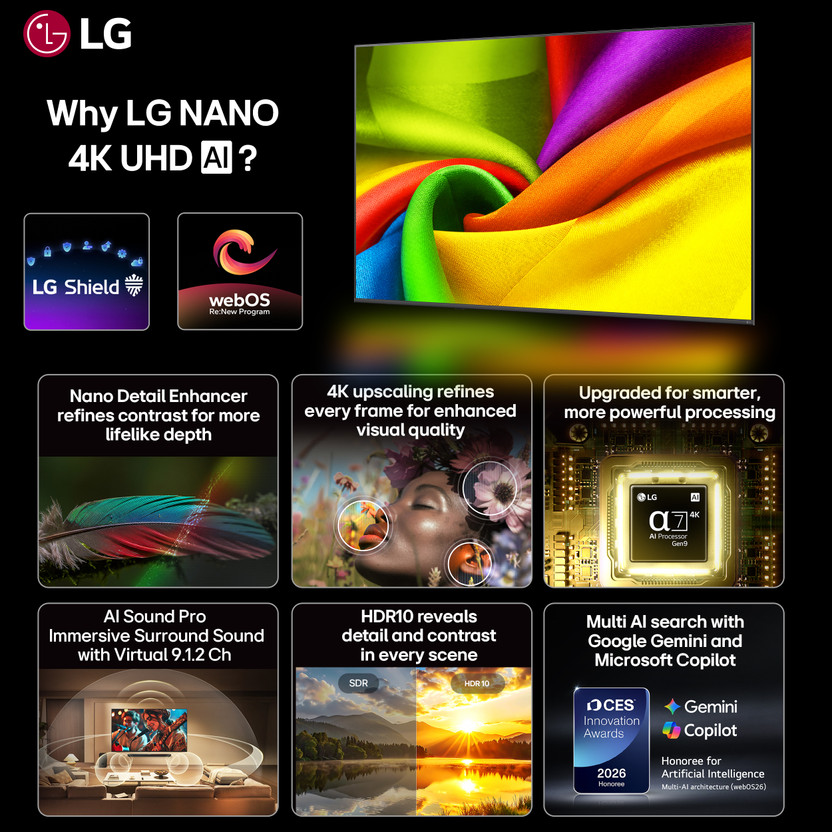 LG
Why LG NANO
4K UHD AI ?
LG Shield
webOS
Re:New Program
Nano Detail Enhancer
refines contrast for more
lifelike depth
4K upscaling refines
every frame for enhanced
visual quality
Upgraded for smarter,
more powerful processing
LG AI
α7 4K
AI Processor
Gen9
AI Sound Pro
Immersive Surround Sound
with Virtual 9.1.2 Ch
HDR10 reveals
detail and contrast
in every scene
SDR
HDR 10
Multi AI search with
Google Gemini and
Microsoft Copilot
CES
Innovation
Awards
2026
Honoree
Gemini
Copilot
Honoree for
Artificial Intelligence
Multi-AI architecture (webOS26)